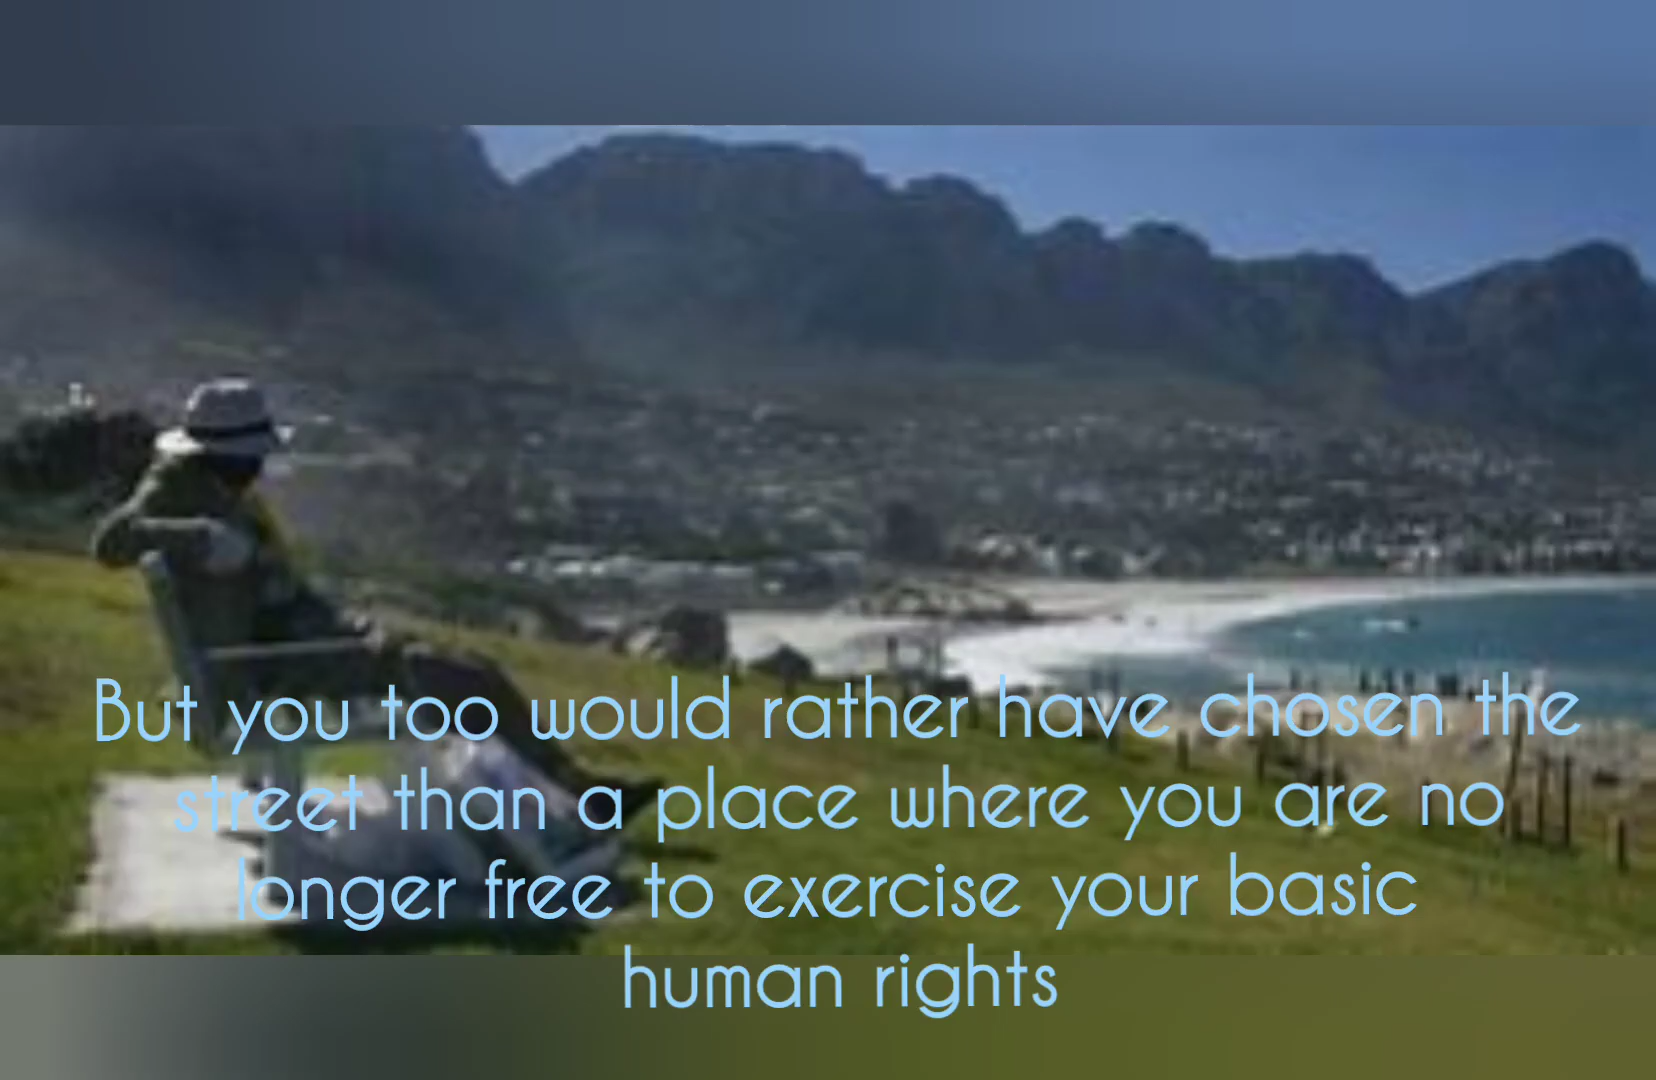 But you too would rather have chosen the
street than a place where you are no
longer free to exercise your basic
human rights